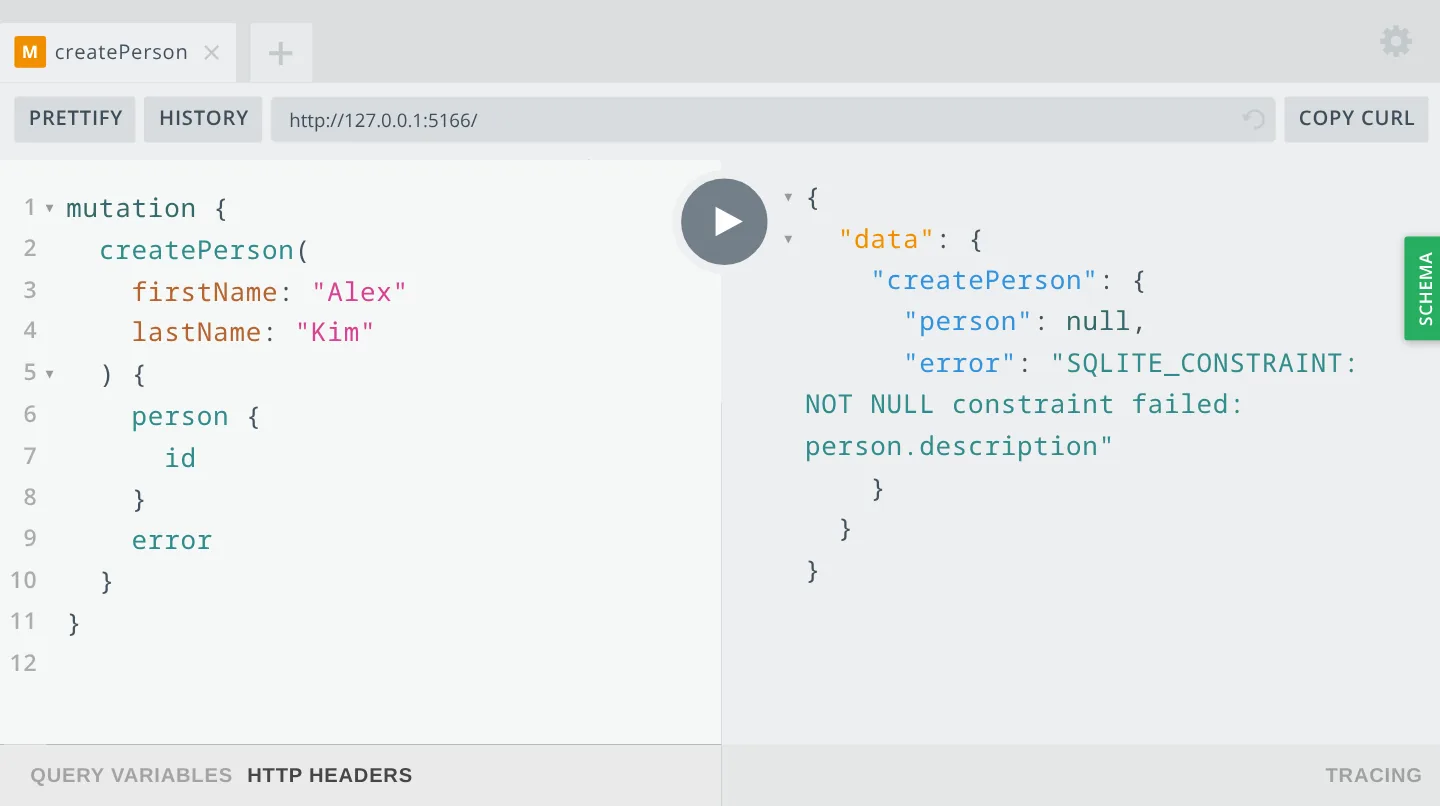 M createPerson
PRETTIFY HISTORY http://127.0.0.1:5166/ COPY CURL
1 mutation {
2 createPerson(
3 firstName: "Alex"
4 lastName: "Kim"
5 ) {
6 person {
7 id
8 }
9 error
10 }
11 }
12
{
"data": {
"createPerson": {
"person": null,
"error": "SQLITE_CONSTRAINT:
NOT NULL constraint failed:
person.description"
}
}
}
SCHEMA
QUERY VARIABLES HTTP HEADERS
TRACING